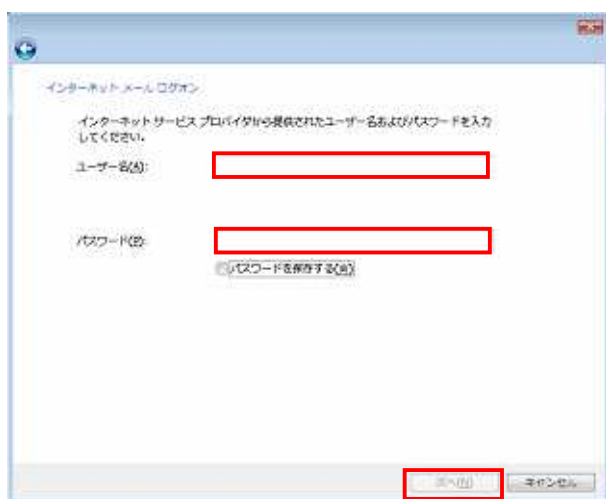 インターネット メール ログオン
インターネット サービス プロバイダから提供されたユーザー名およびパスワードを入力
してください。
ユーザー名(A):
パスワード(P):
パスワードを保存する(W)
次へ(N)
キャンセル